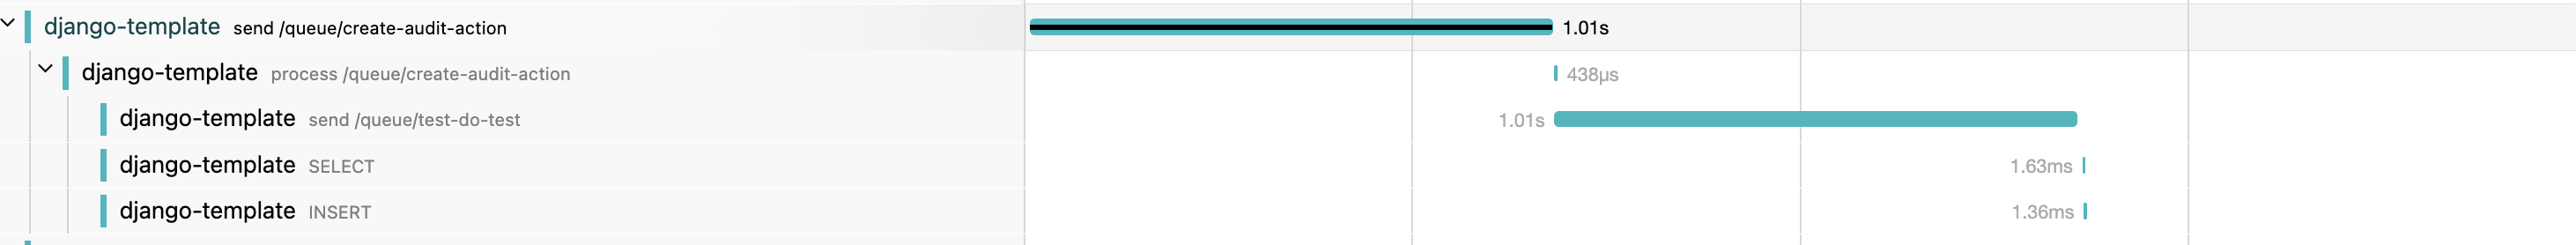 django-template send /queue/create-audit-action 1.01s
django-template process /queue/create-audit-action 438µs
django-template send /queue/test-do-test 1.01s
django-template SELECT 1.63ms
django-template INSERT 1.36ms